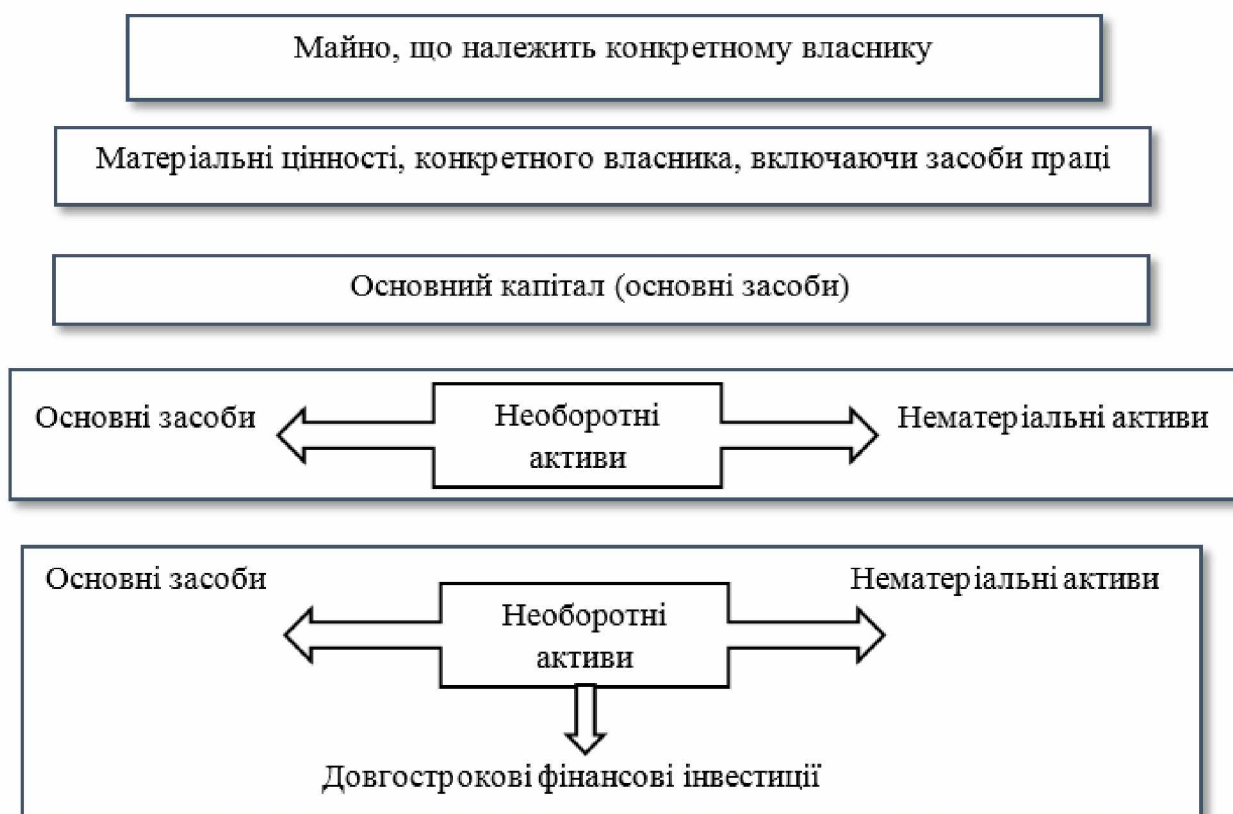 Майно, що належить конкретному власнику
Матеріальні цінності, конкретного власника, включаючи засоби праці
Основний капітал (основні засоби)
Основні засоби
Необоротні
активи
Нематеріальні активи
Основні засоби
Необоротні
активи
Нематеріальні активи
Довгострокові фінансові інвестиції